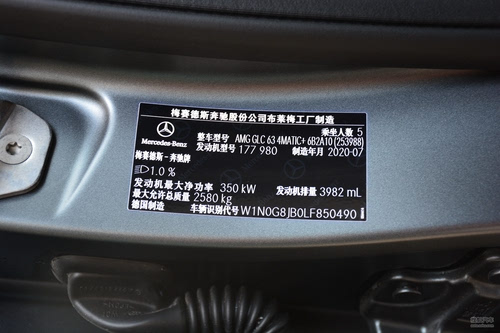 梅赛德斯奔驰股份公司布莱梅工厂制造
乘坐人数 5
Mercedes-Benz
整车型号 AMG GLC 63 4MATIC+ 6B2A10 (253988)
发动机型号 177 980 制造年月 2020-07
梅赛德斯-奔驰牌
1.0 %
发动机最大净功率 350 kW 发动机排量 3982 mL
最大允许总质量 2580 kg
德国制造 车辆识别代号 W1N0G8JB0LF850490